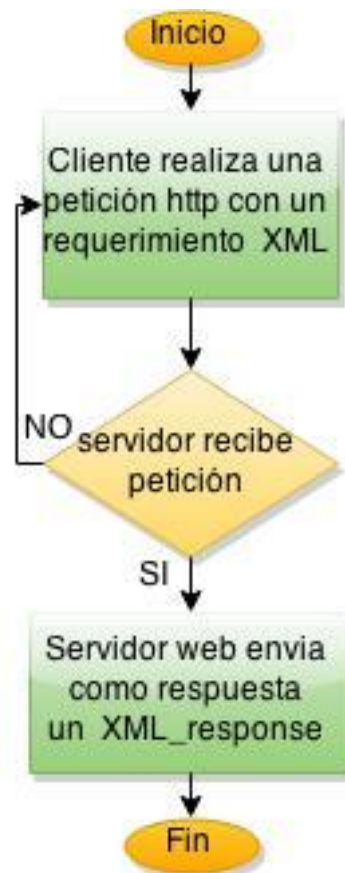 Inicio
Cliente realiza una
petición http con un
requerimiento XML
NO
servidor recibe
petición
SI
Servidor web envia
como respuesta
un XML_response
Fin